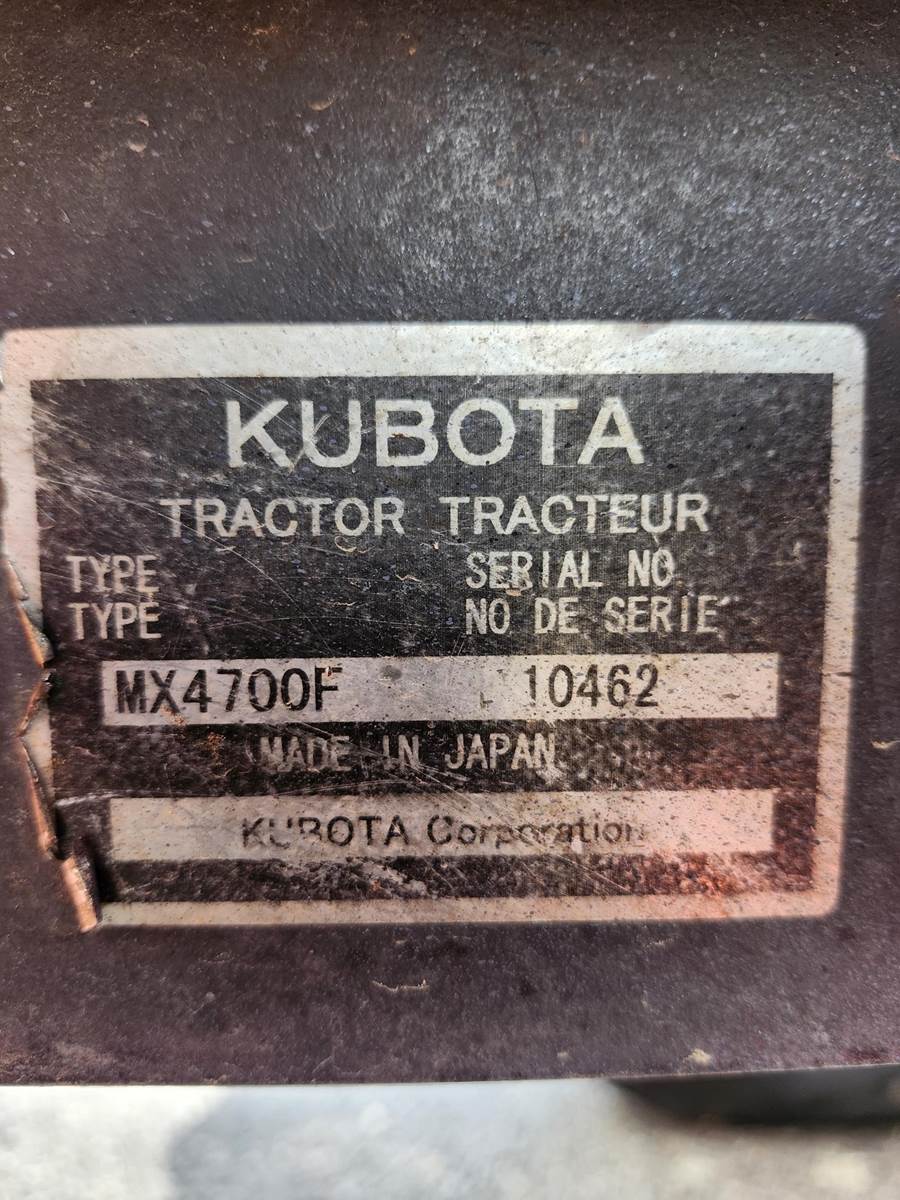 KUBOTA
TRACTOR TRACTEUR
TYPE SERIAL NO
TYPE NO DE SERIE
MX4700F 10462
MADE IN JAPAN
KUBOTA Corporation